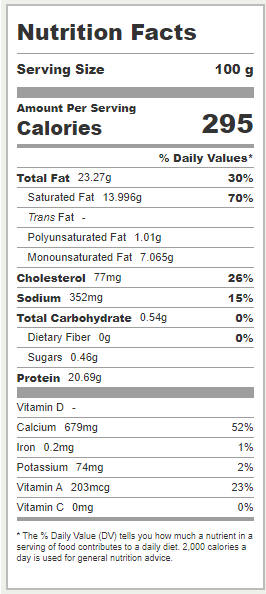 Nutrition Facts
Serving Size 100 g
Amount Per Serving
Calories 295
% Daily Values*
Total Fat 23.27g 30%
Saturated Fat 13.996g 70%
Trans Fat -
Polyunsaturated Fat 1.01g
Monounsaturated Fat 7.065g
Cholesterol 77mg 26%
Sodium 352mg 15%
Total Carbohydrate 0.54g 0%
Dietary Fiber 0g 0%
Sugars 0.46g
Protein 20.69g
Vitamin D -
Calcium 679mg 52%
Iron 0.2mg 1%
Potassium 74mg 2%
Vitamin A 203mcg 23%
Vitamin C 0mg 0%
* The % Daily Value (DV) tells you how much a nutrient in a
serving of food contributes to a daily diet. 2,000 calories a
day is used for general nutrition advice.